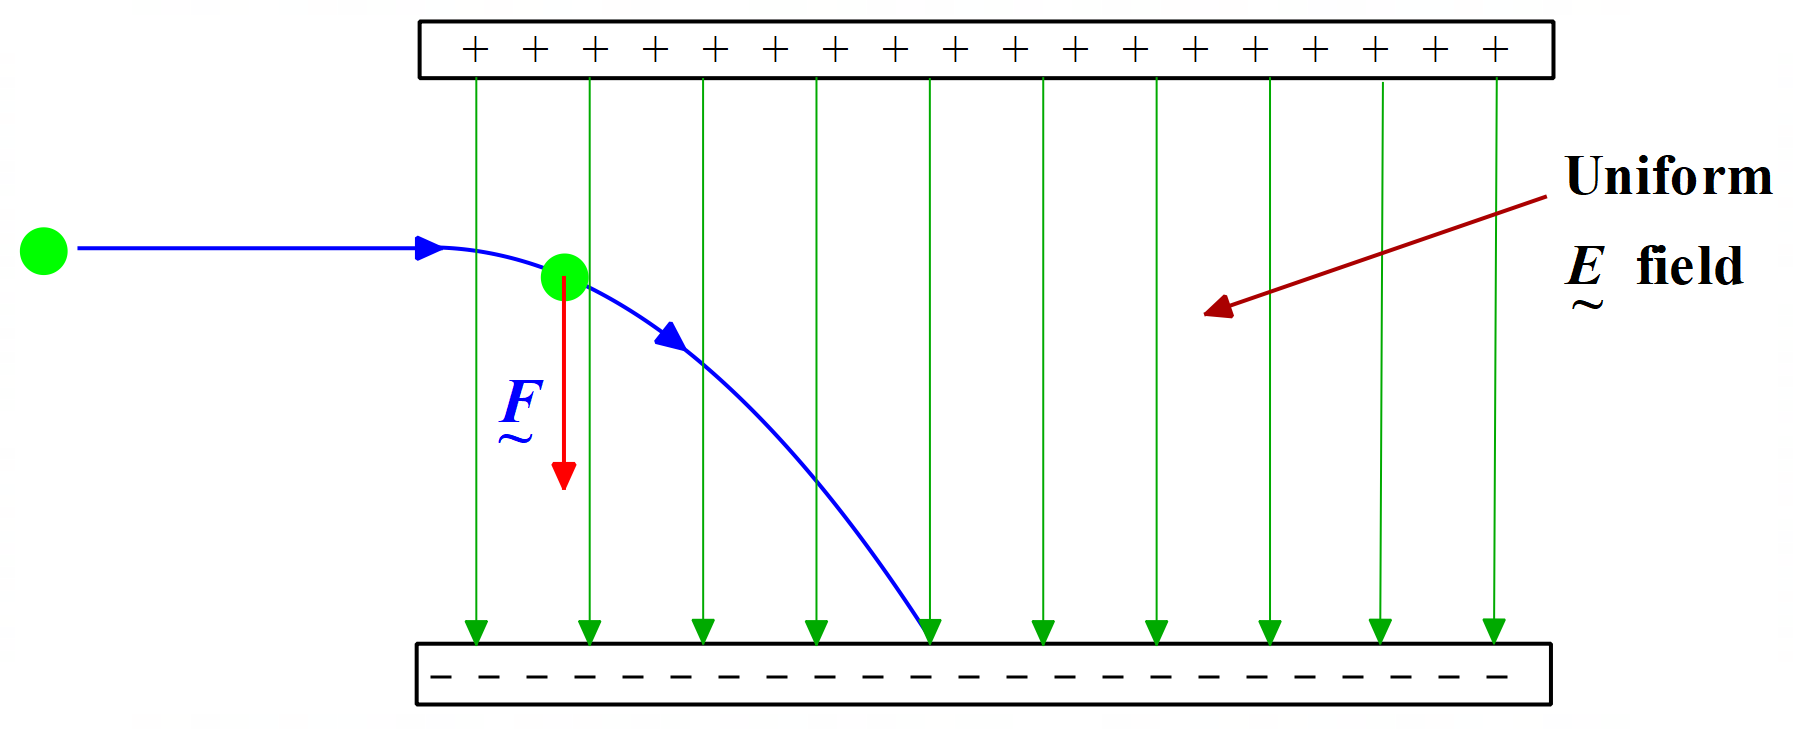 + + + + + + + + + + + + + + + + + +
Uniform
E field
~
F
~
− − − − − − − − − − − − − − − − − − − − − − −